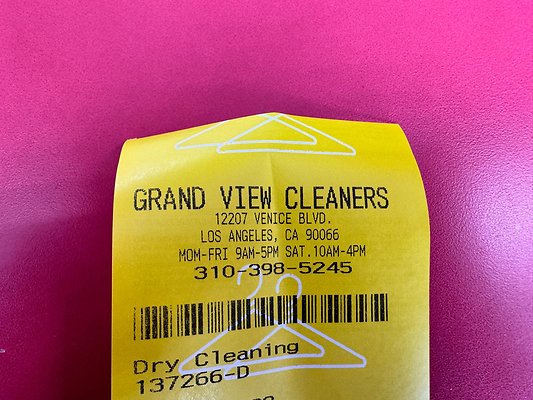 GRAND VIEW CLEANERS
12207 VENICE BLVD.
LOS ANGELES, CA 90066
MOM-FRI 9AM-5PM SAT.10AM-4PM
310-398-5245
Dry Cleaning
137266-D